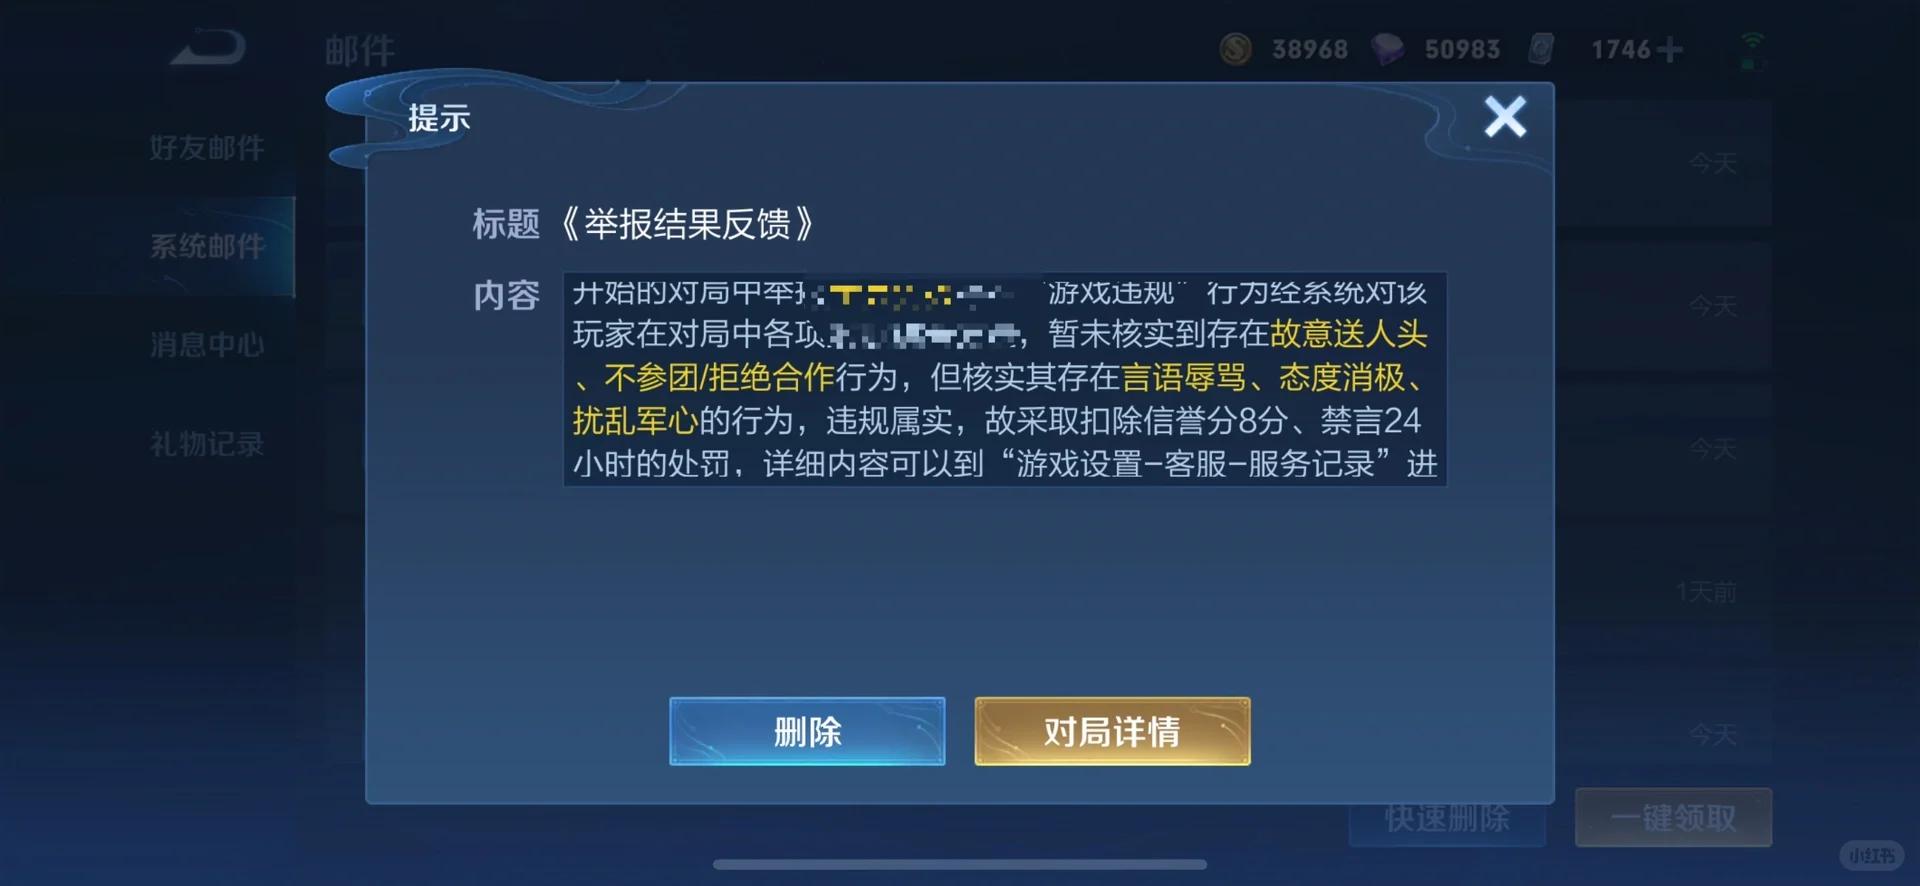 邮件
38968
50983
1746
提示
好友邮件
今天
标题《举报结果反馈》
系统邮件
内容
开始的对局中举 游戏违规” 行为经系统对该
今天
玩家在对局中各项 ，暂未核实到存在故意送人头
消息中心
、不参团/拒绝合作行为，但核实其存在言语辱骂、态度消极、
扰乱军心的行为，违规属实，故采取扣除信誉分8分、禁言24
礼物记录
今天
小时的处罚，详细内容可以到“游戏设置-客服-服务记录”进
1天前
删除
对局详情
今天
快速删除
一键领取
小红书